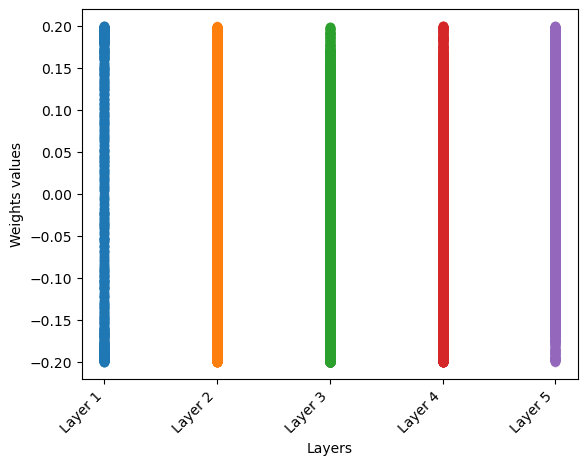 0.20
0.15
0.10
0.05
0.00
−0.05
−0.10
−0.15
−0.20
Weights values
Layer 1
Layer 2
Layer 3
Layer 4
Layer 5
Layers